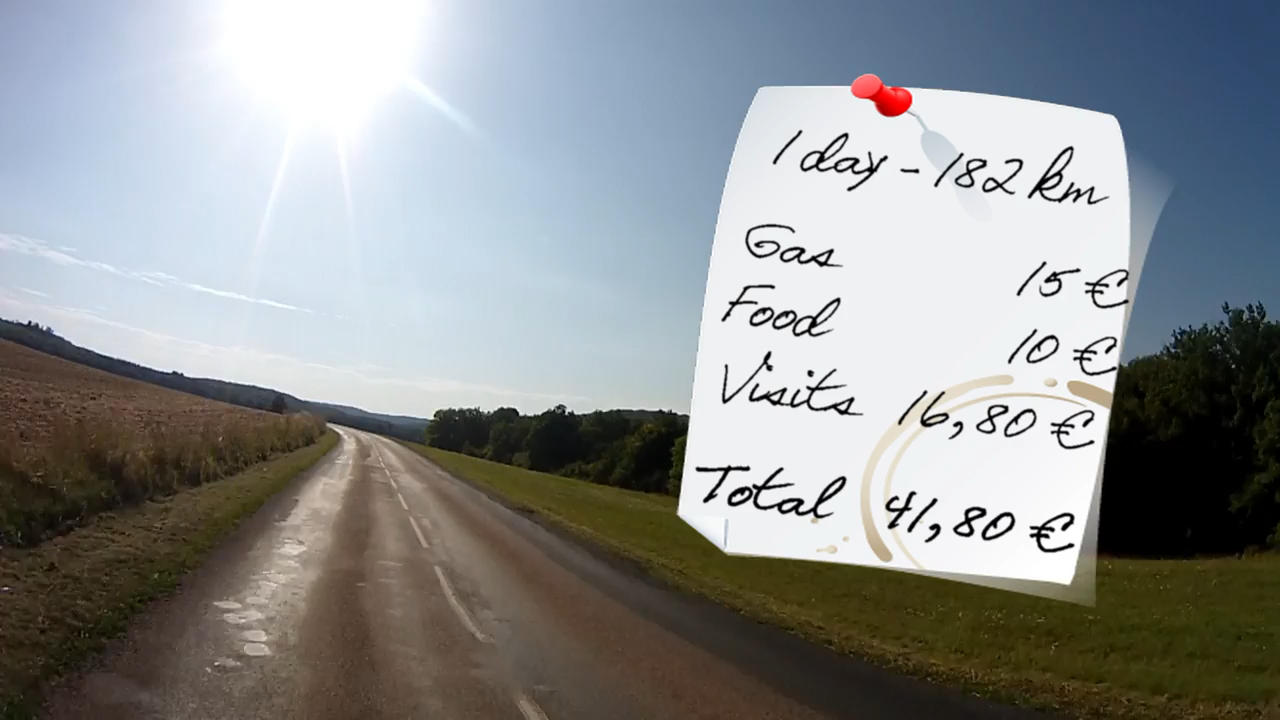 1 day - 182 km
Gas 15 €
Food 10 €
Visits 16,80 €
Total 41,80 €